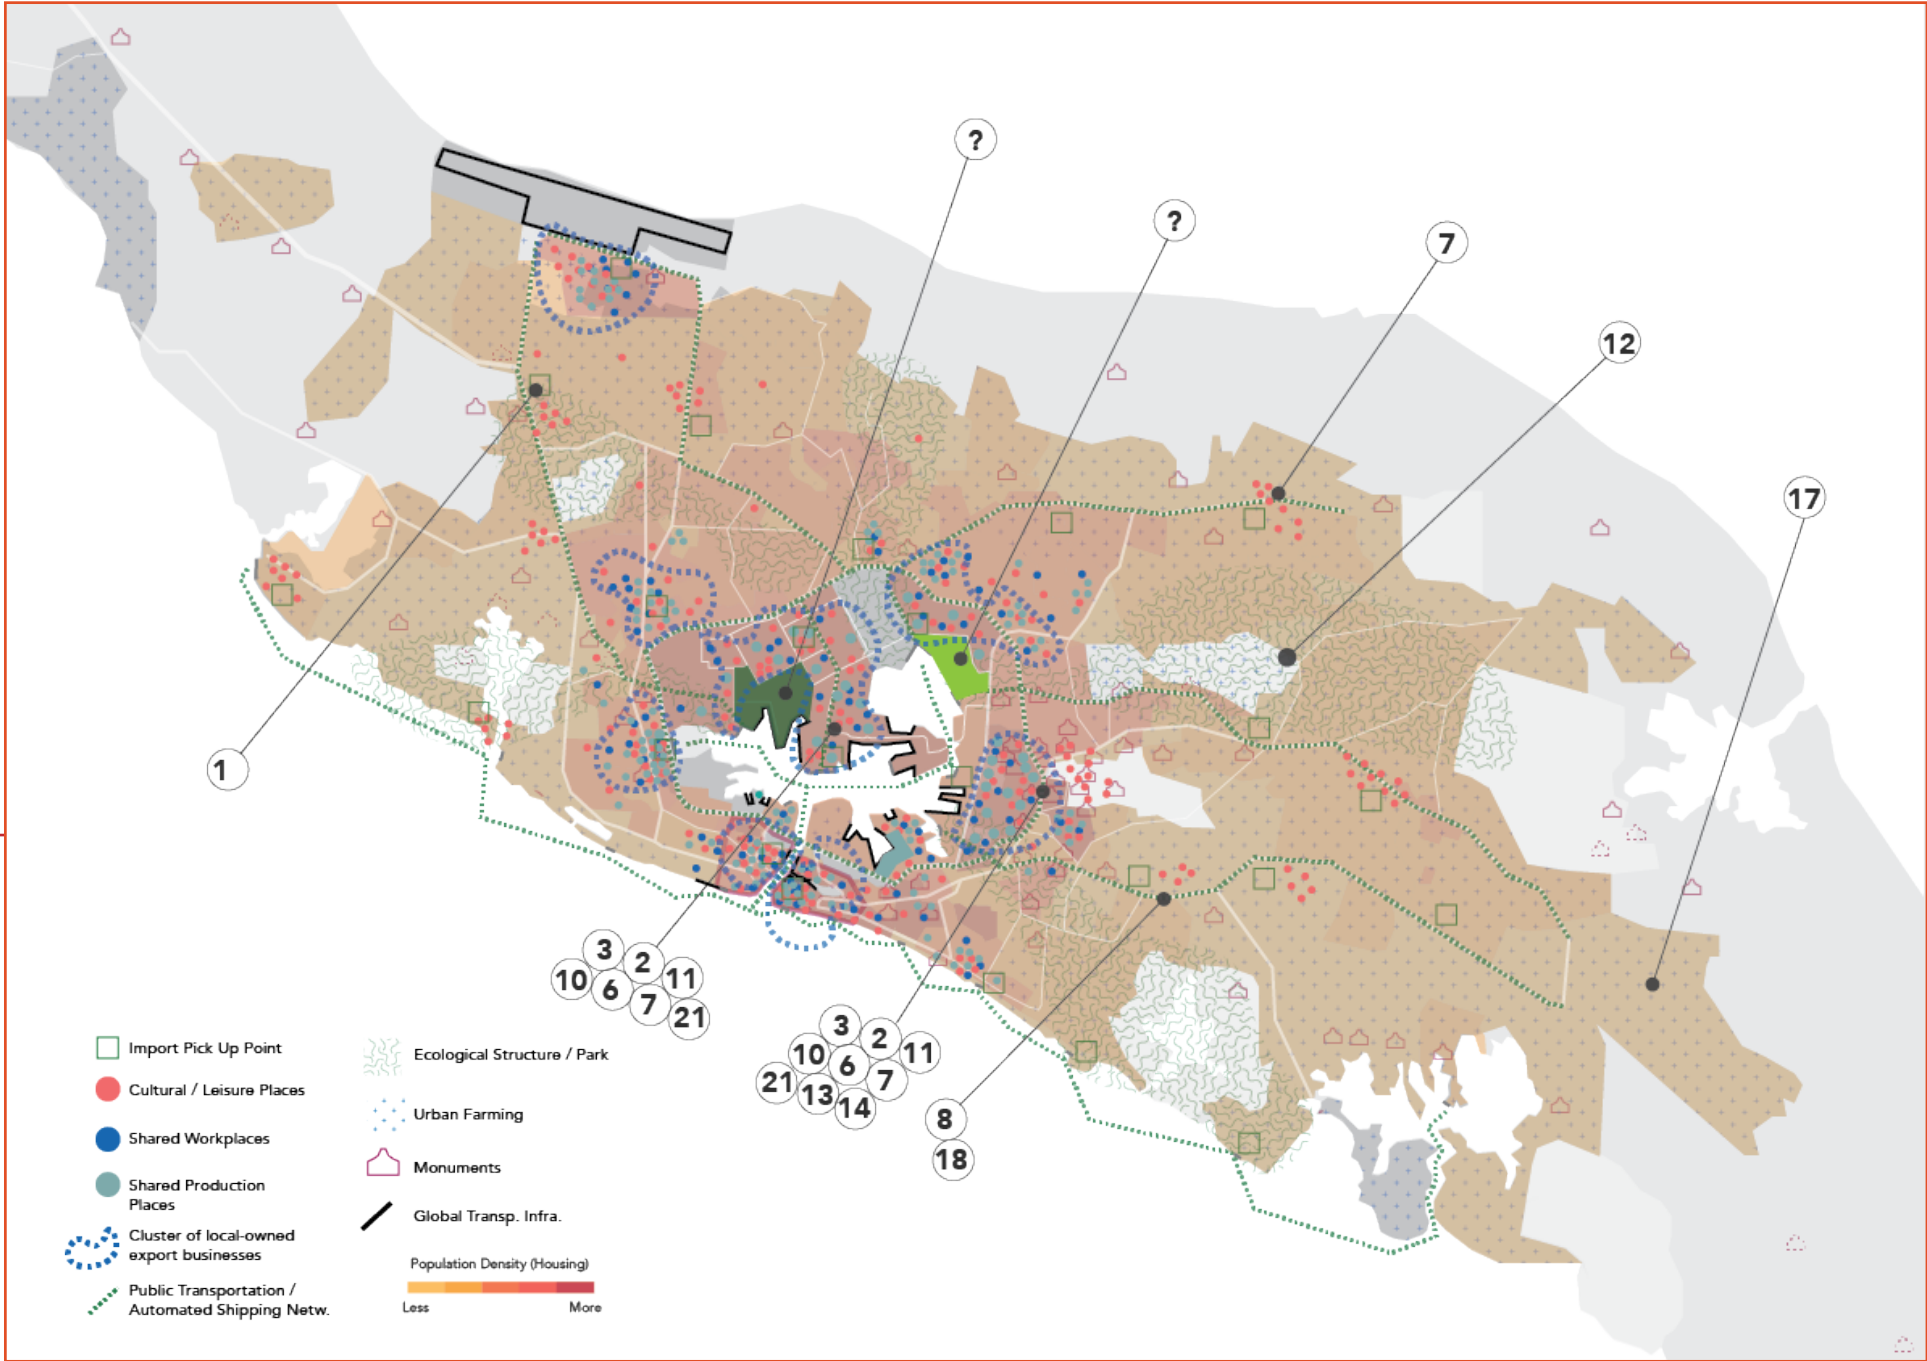 ?
?
7
12
17
1
3
2
10
11
6
7
21
3
2
10
11
6
21
7
13
14
8
18
Import Pick Up Point
Cultural / Leisure Places
Shared Workplaces
Shared Production
Places
Cluster of local-owned
export businesses
Public Transportation /
Automated Shipping Netw.
Ecological Structure / Park
Urban Farming
Monuments
Global Transp. Infra.
Population Density (Housing)
Less
More